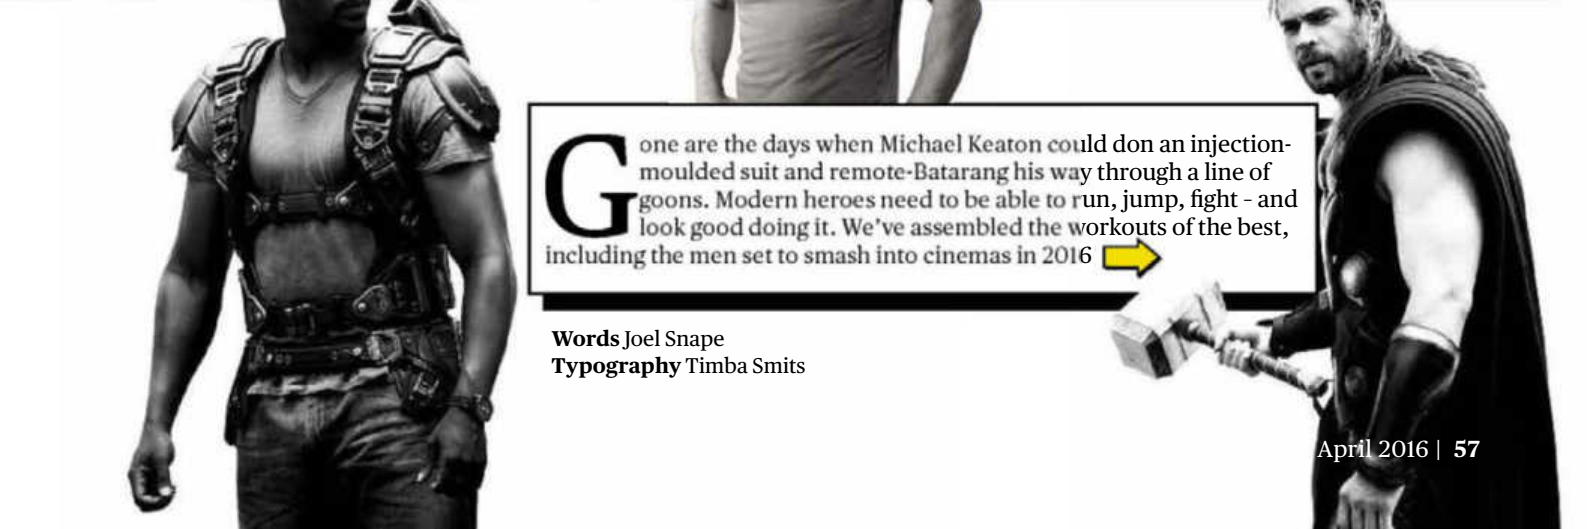 Gone are the days when Michael Keaton could don an injection-
moulded suit and remote-Batarang his way through a line of
goons. Modern heroes need to be able to run, jump, fight – and
look good doing it. We've assembled the workouts of the best,
including the men set to smash into cinemas in 2016
Words Joel Snape
Typography Timba Smits
April 2016 | 57